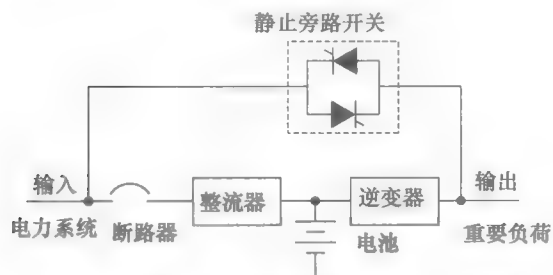 静止旁路开关
输入
整流器
逆变器
输出
电力系统
断路器
电池
重要负荷